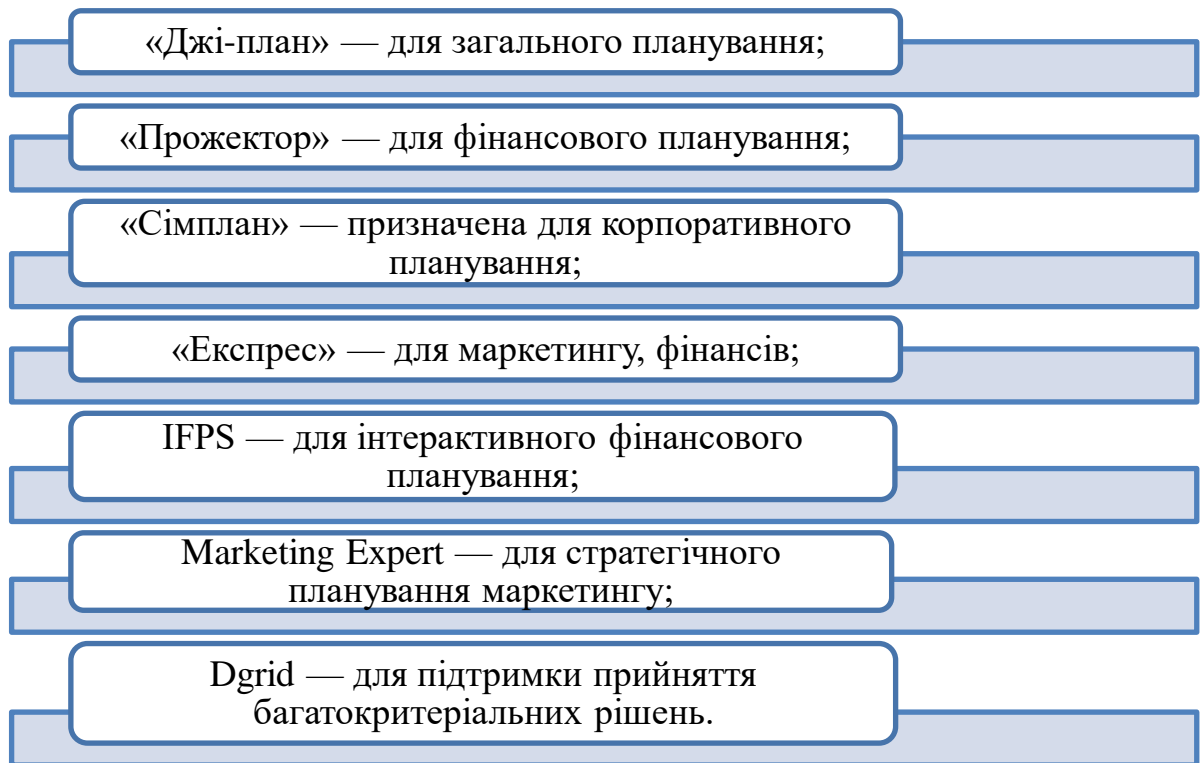 «Джі-план» — для загального планування;
«Прожектор» — для фінансового планування;
«Сімплан» — призначена для корпоративного
планування;
«Експрес» — для маркетингу, фінансів;
IFPS — для інтерактивного фінансового
планування;
Marketing Expert — для стратегічного
планування маркетингу;
Dgrid — для підтримки прийняття
багатокритеріальних рішень.